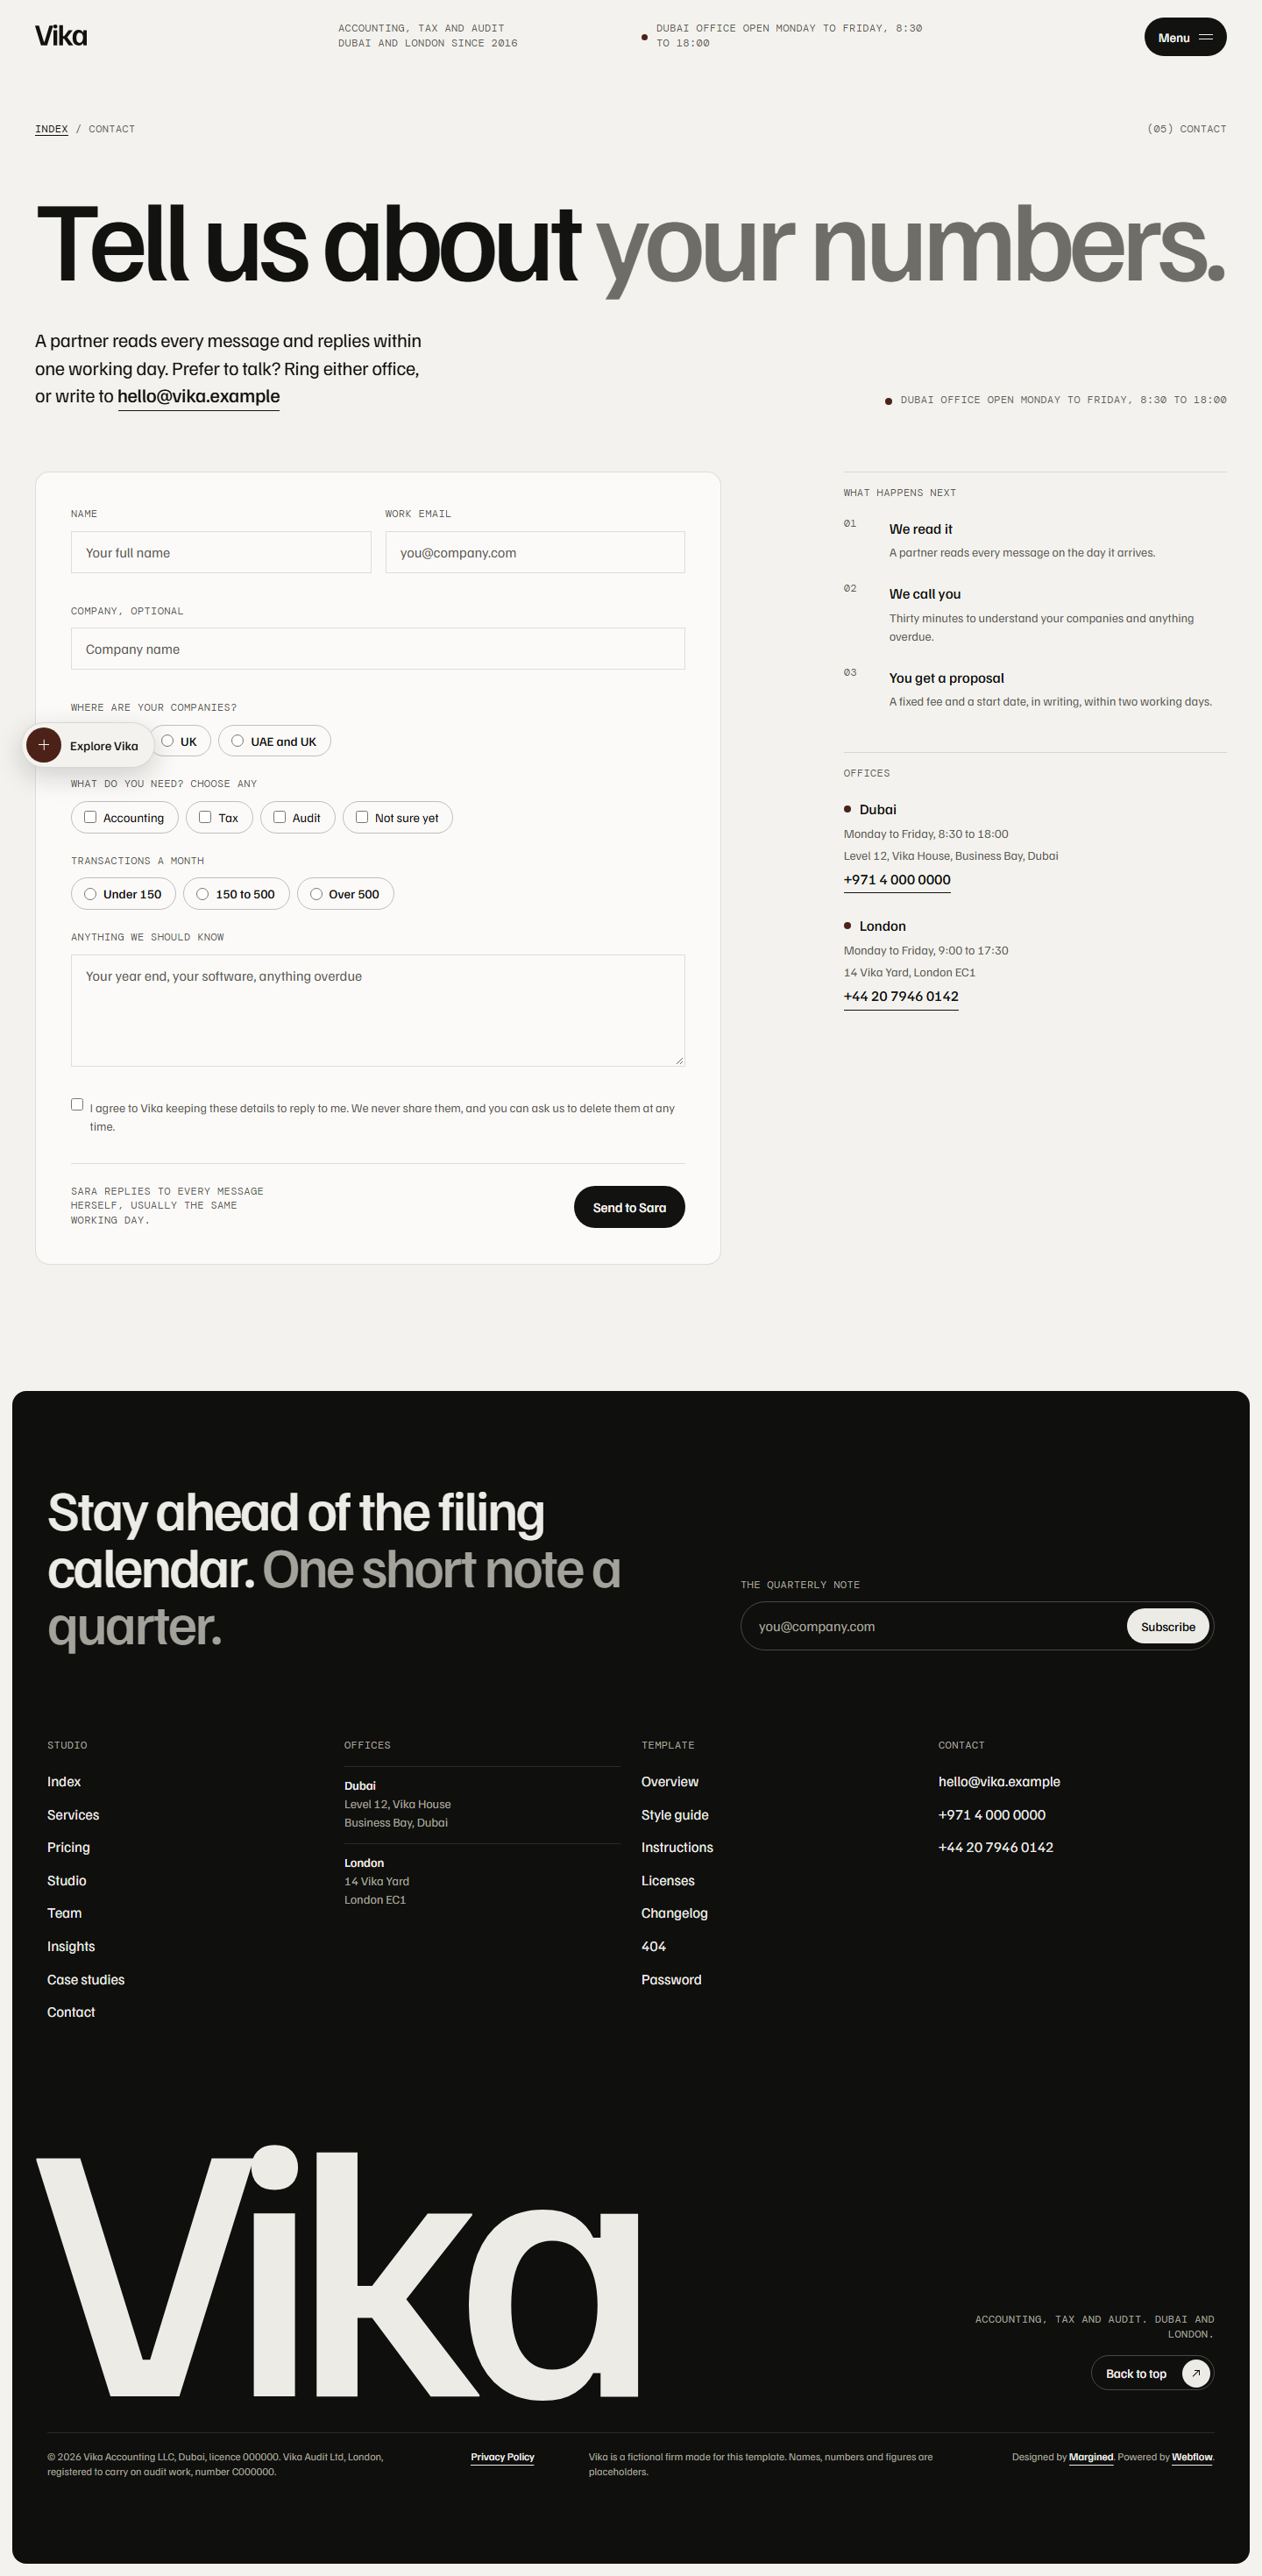 Vika
ACCOUNTING, TAX AND AUDIT
DUBAI AND LONDON SINCE 2016
DUBAI OFFICE OPEN MONDAY TO FRIDAY, 8:30
TO 18:00
Menu
INDEX / CONTACT
(05) CONTACT
Tell us about your numbers.
A partner reads every message and replies within
one working day. Prefer to talk? Ring either office,
or write to hello@vika.example
DUBAI OFFICE OPEN MONDAY TO FRIDAY, 8:30 TO 18:00
NAME
Your full name
WORK EMAIL
you@company.com
COMPANY, OPTIONAL
Company name
WHERE ARE YOUR COMPANIES?
Explore Vika
UK
UAE and UK
WHAT DO YOU NEED? CHOOSE ANY
Accounting
Tax
Audit
Not sure yet
TRANSACTIONS A MONTH
Under 150
150 to 500
Over 500
ANYTHING WE SHOULD KNOW
Your year end, your software, anything overdue
I agree to Vika keeping these details to reply to me. We never share them, and you can ask us to delete them at any
time.
SARA REPLIES TO EVERY MESSAGE
HERSELF, USUALLY THE SAME
WORKING DAY.
Send to Sara
WHAT HAPPENS NEXT
01
We read it
A partner reads every message on the day it arrives.
02
We call you
Thirty minutes to understand your companies and anything
overdue.
03
You get a proposal
A fixed fee and a start date, in writing, within two working days.
OFFICES
Dubai
Monday to Friday, 8:30 to 18:00
Level 12, Vika House, Business Bay, Dubai
+971 4 000 0000
London
Monday to Friday, 9:00 to 17:30
14 Vika Yard, London EC1
+44 20 7946 0142
Stay ahead of the filing
calendar. One short note a
quarter.
THE QUARTERLY NOTE
you@company.com
Subscribe
STUDIO
Index
Services
Pricing
Studio
Team
Insights
Case studies
Contact
OFFICES
Dubai
Level 12, Vika House
Business Bay, Dubai
London
14 Vika Yard
London EC1
TEMPLATE
Overview
Style guide
Instructions
Licenses
Changelog
404
Password
CONTACT
hello@vika.example
+971 4 000 0000
+44 20 7946 0142
Vika
ACCOUNTING, TAX AND AUDIT. DUBAI AND
LONDON.
Back to top
© 2026 Vika Accounting LLC, Dubai, licence 000000. Vika Audit Ltd, London,
registered to carry on audit work, number C000000.
Privacy Policy
Vika is a fictional firm made for this template. Names, numbers and figures are
placeholders.
Designed by Margined. Powered by Webflow.